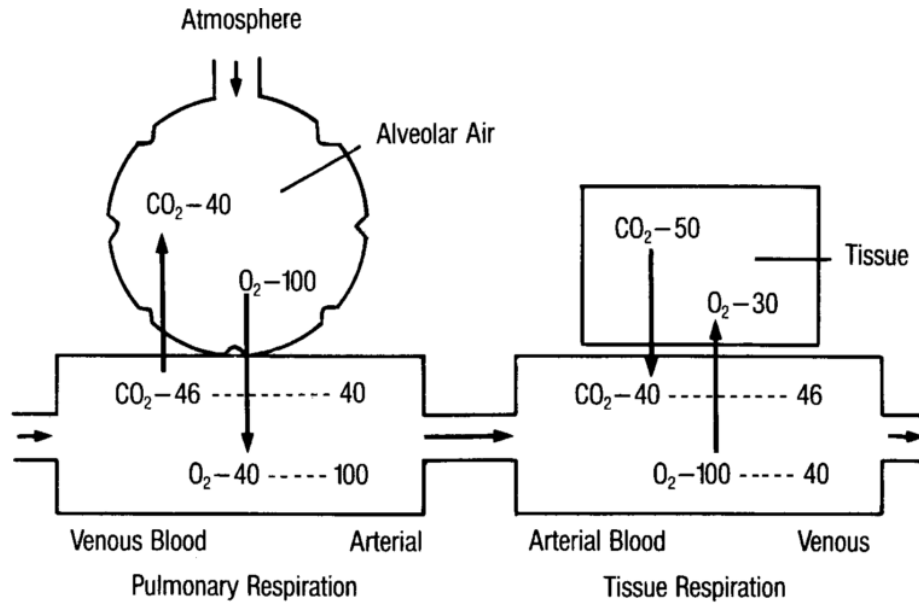 Atmosphere
Alveolar Air
CO₂–40
O₂–100
CO₂–50
Tissue
O₂–30
CO₂–46 -------- 40
O₂–40 ----- 100
CO₂–40 -------- 46
O₂–100 ----- 40
Venous Blood Arterial
Arterial Blood Venous
Pulmonary Respiration
Tissue Respiration